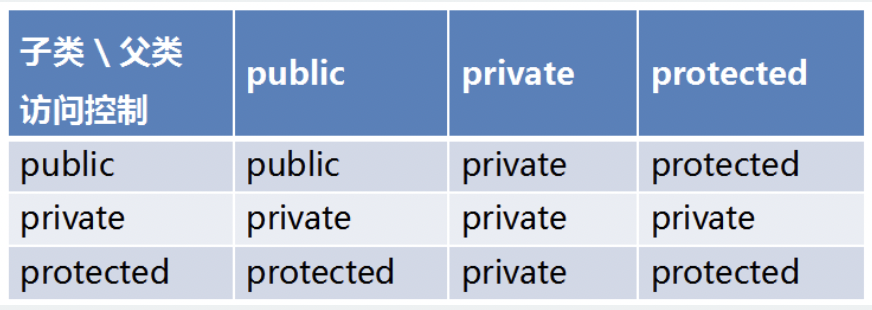 子类 \ 父类 public private protected
访问控制
public public private protected
private private private private
protected protected private protected